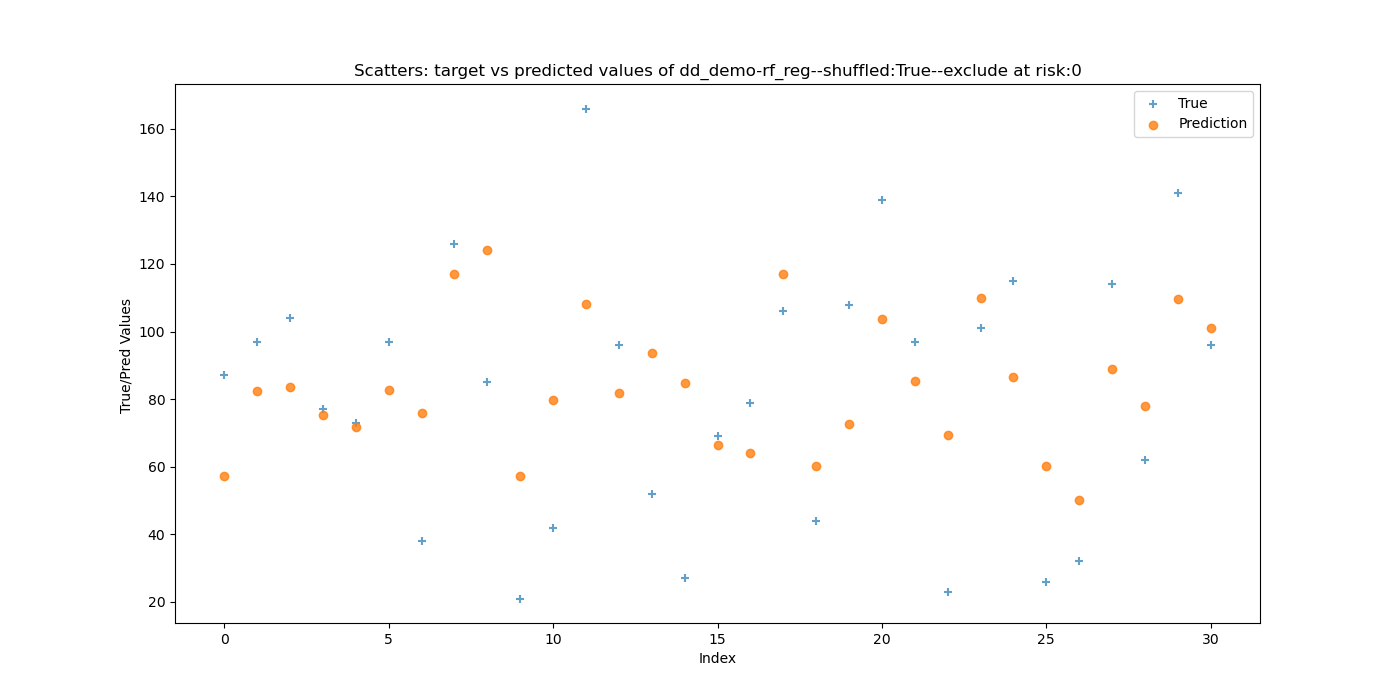 Scatters: target vs predicted values of dd_demo-rf_reg--shuffled:True--exclude at risk:0
True
Prediction
160
140
120
100
80
60
40
20
True/Pred Values
0 5 10 15 20 25 30
Index